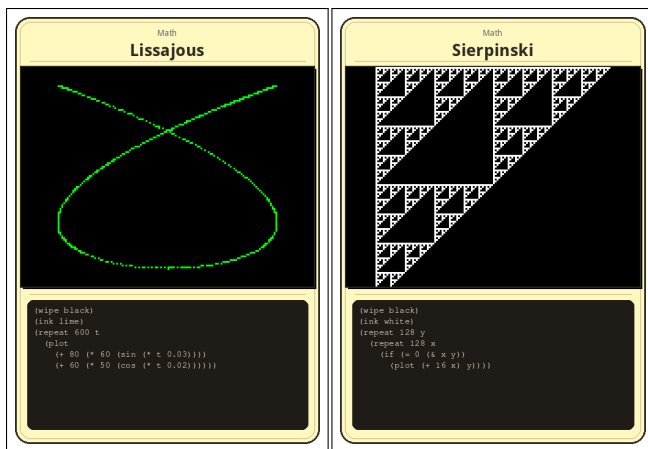 Math
Lissajous
(wipe black)
(ink lime)
(repeat 600 t
(plot
(+ 80 (* 60 (sin (* t 0.03))))
(+ 60 (* 50 (cos (* t 0.02))))))
Math
Sierpinski
(wipe black)
(ink white)
(repeat 128 y
(repeat 128 x
(if (= 0 (& x y))
(plot (+ 16 x) y))))